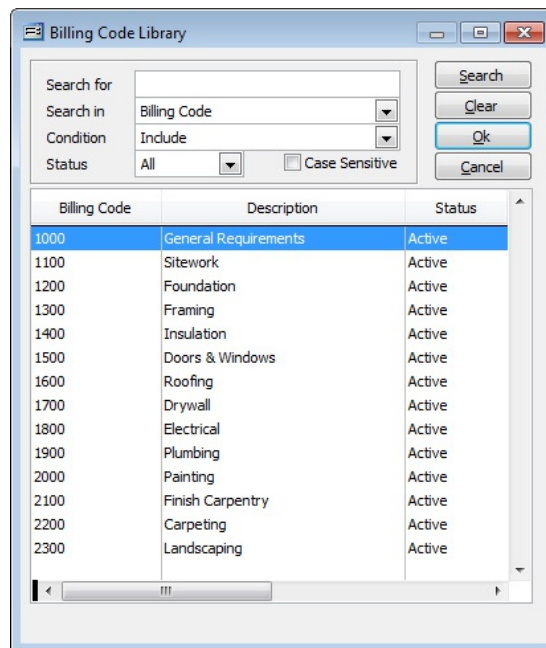 Billing Code Library
Search for
Search
Search in Billing Code
Clear
Condition Include
Ok
Status All Case Sensitive
Cancel
Billing Code Description Status
1000 General Requirements Active
1100 Sitework Active
1200 Foundation Active
1300 Framing Active
1400 Insulation Active
1500 Doors & Windows Active
1600 Roofing Active
1700 Drywall Active
1800 Electrical Active
1900 Plumbing Active
2000 Painting Active
2100 Finish Carpentry Active
2200 Carpeting Active
2300 Landscaping Active